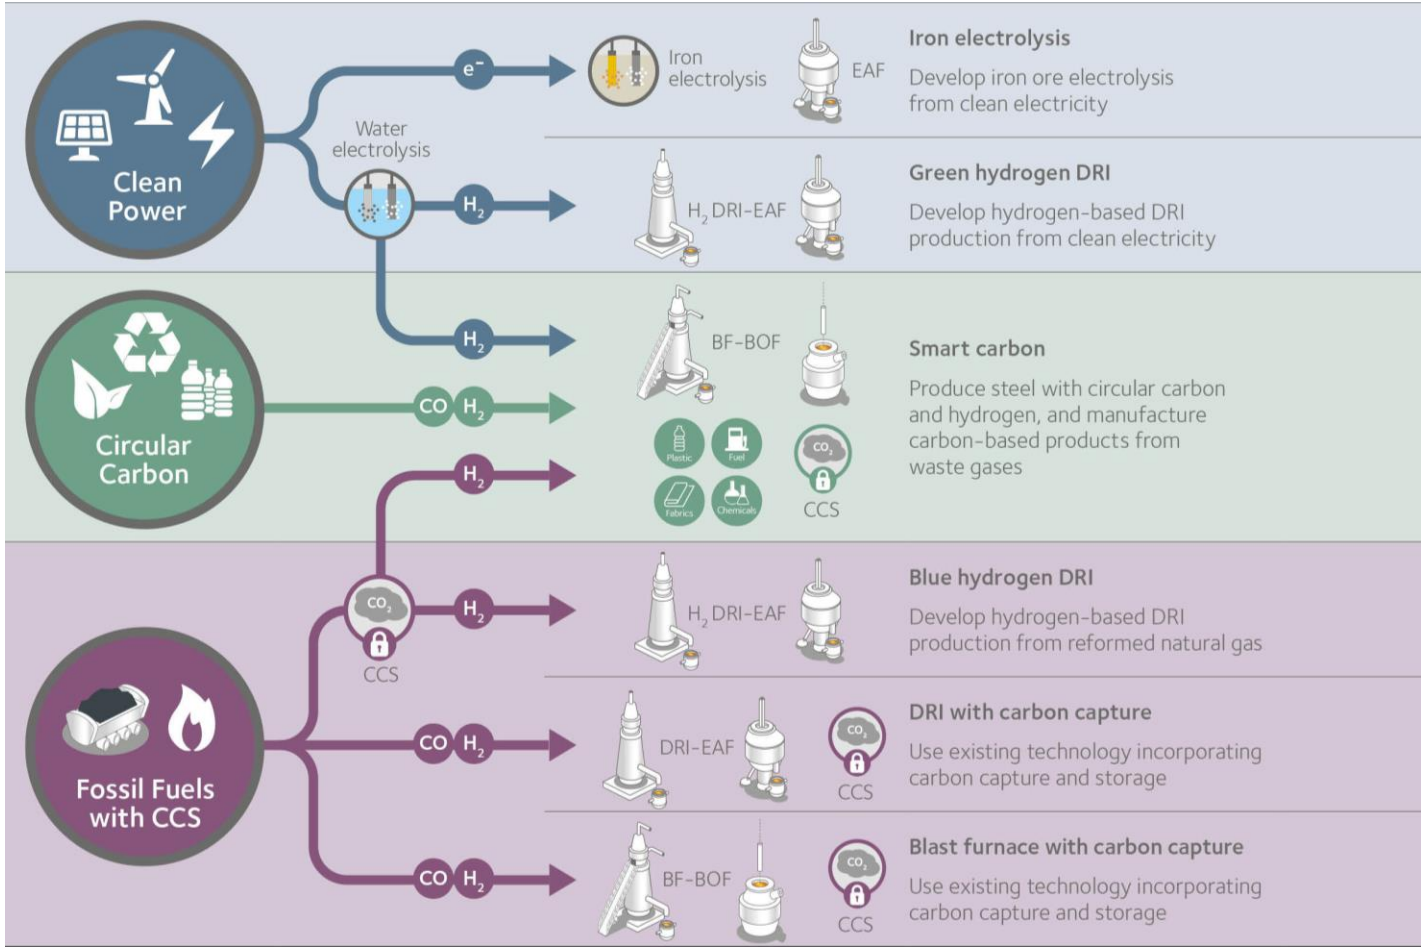 Clean
Power
e⁻
Iron
electrolysis
EAF
Iron electrolysis
Develop iron ore electrolysis
from clean electricity
Water
electrolysis
H₂
H₂ DRI-EAF
Green hydrogen DRI
Develop hydrogen-based DRI
production from clean electricity
Circular
Carbon
H₂
CO H₂
H₂
BF-BOF
Plastic
Fuel
Fabrics
Chemicals
CO₂
CCS
Smart carbon
Produce steel with circular carbon
and hydrogen, and manufacture
carbon-based products from
waste gases
Fossil Fuels
with CCS
CO₂
CCS
H₂
H₂ DRI-EAF
Blue hydrogen DRI
Develop hydrogen-based DRI
production from reformed natural gas
CO H₂
DRI-EAF
CO₂
CCS
DRI with carbon capture
Use existing technology incorporating
carbon capture and storage
CO H₂
BF-BOF
CO₂
CCS
Blast furnace with carbon capture
Use existing technology incorporating
carbon capture and storage